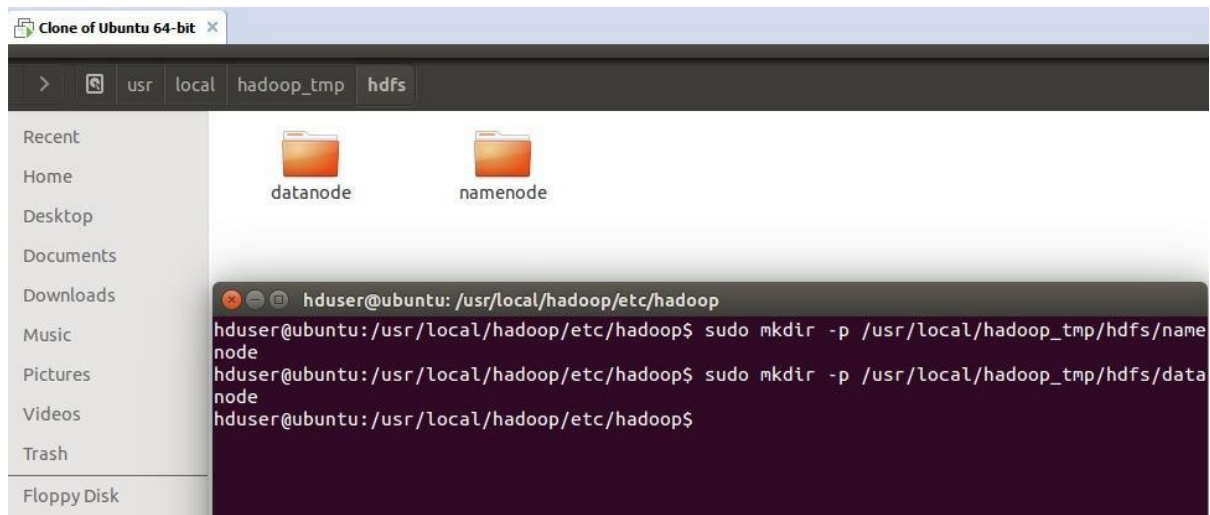 Clone of Ubuntu 64-bit
usr local hadoop_tmp hdfs
Recent
Home
Desktop
Documents
Downloads
Music
Pictures
Videos
Trash
Floppy Disk
datanode namenode
hduser@ubuntu: /usr/local/hadoop/etc/hadoop
hduser@ubuntu:/usr/local/hadoop/etc/hadoop$ sudo mkdir -p /usr/local/hadoop_tmp/hdfs/name
node
hduser@ubuntu:/usr/local/hadoop/etc/hadoop$ sudo mkdir -p /usr/local/hadoop_tmp/hdfs/data
node
hduser@ubuntu:/usr/local/hadoop/etc/hadoop$